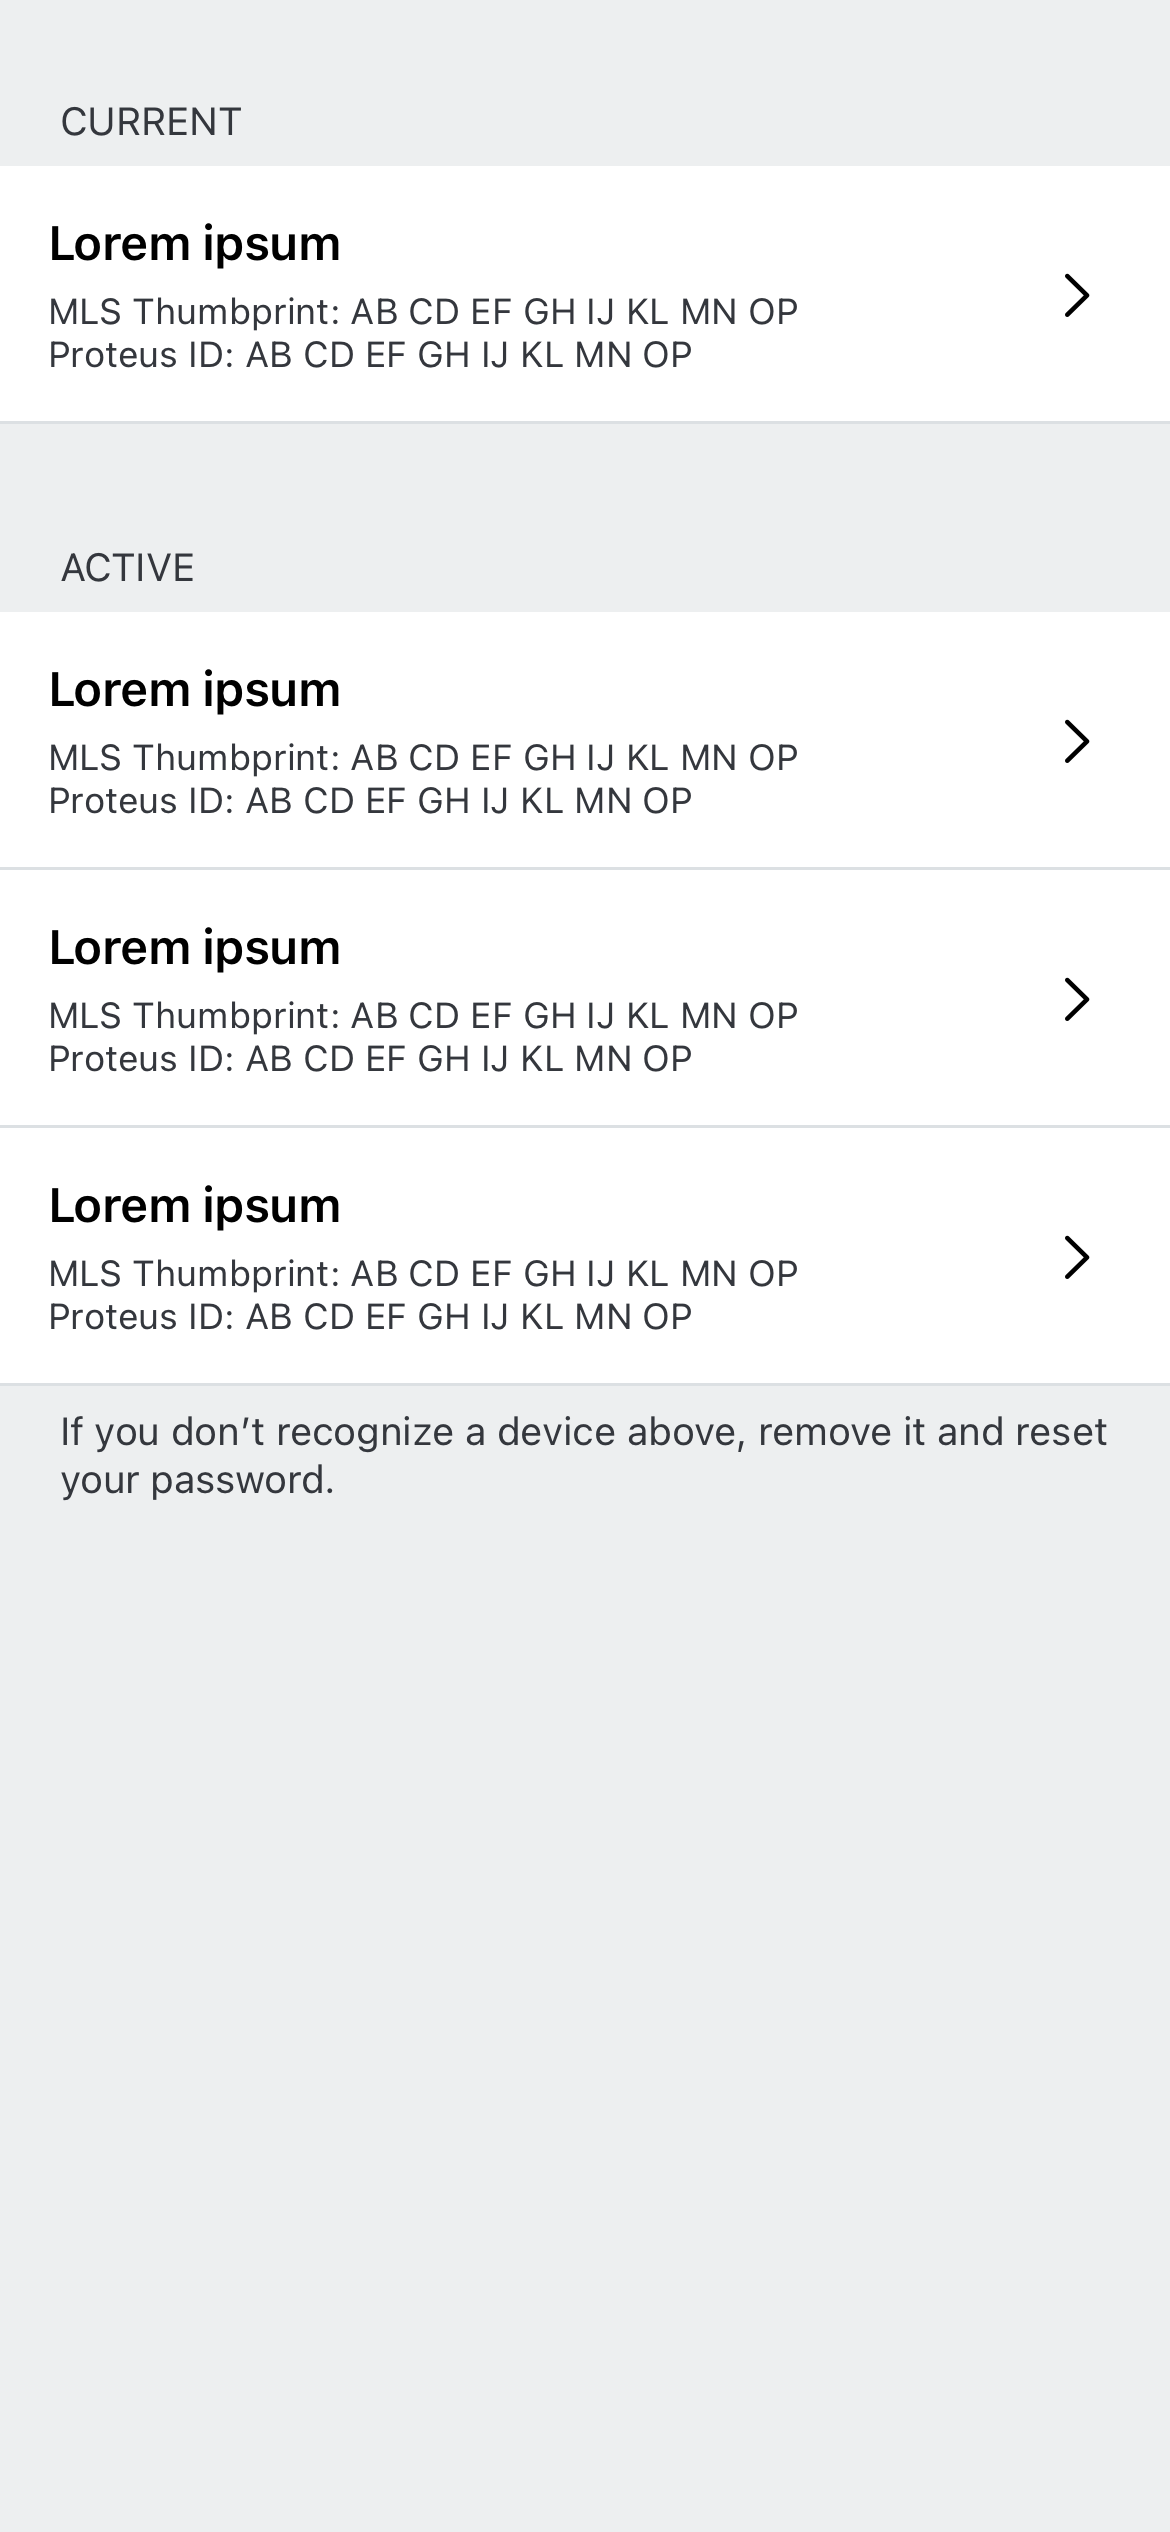 CURRENT
Lorem ipsum
MLS Thumbprint: AB CD EF GH IJ KL MN OP
Proteus ID: AB CD EF GH IJ KL MN OP
ACTIVE
Lorem ipsum
MLS Thumbprint: AB CD EF GH IJ KL MN OP
Proteus ID: AB CD EF GH IJ KL MN OP
Lorem ipsum
MLS Thumbprint: AB CD EF GH IJ KL MN OP
Proteus ID: AB CD EF GH IJ KL MN OP
Lorem ipsum
MLS Thumbprint: AB CD EF GH IJ KL MN OP
Proteus ID: AB CD EF GH IJ KL MN OP
If you don’t recognize a device above, remove it and reset
your password.